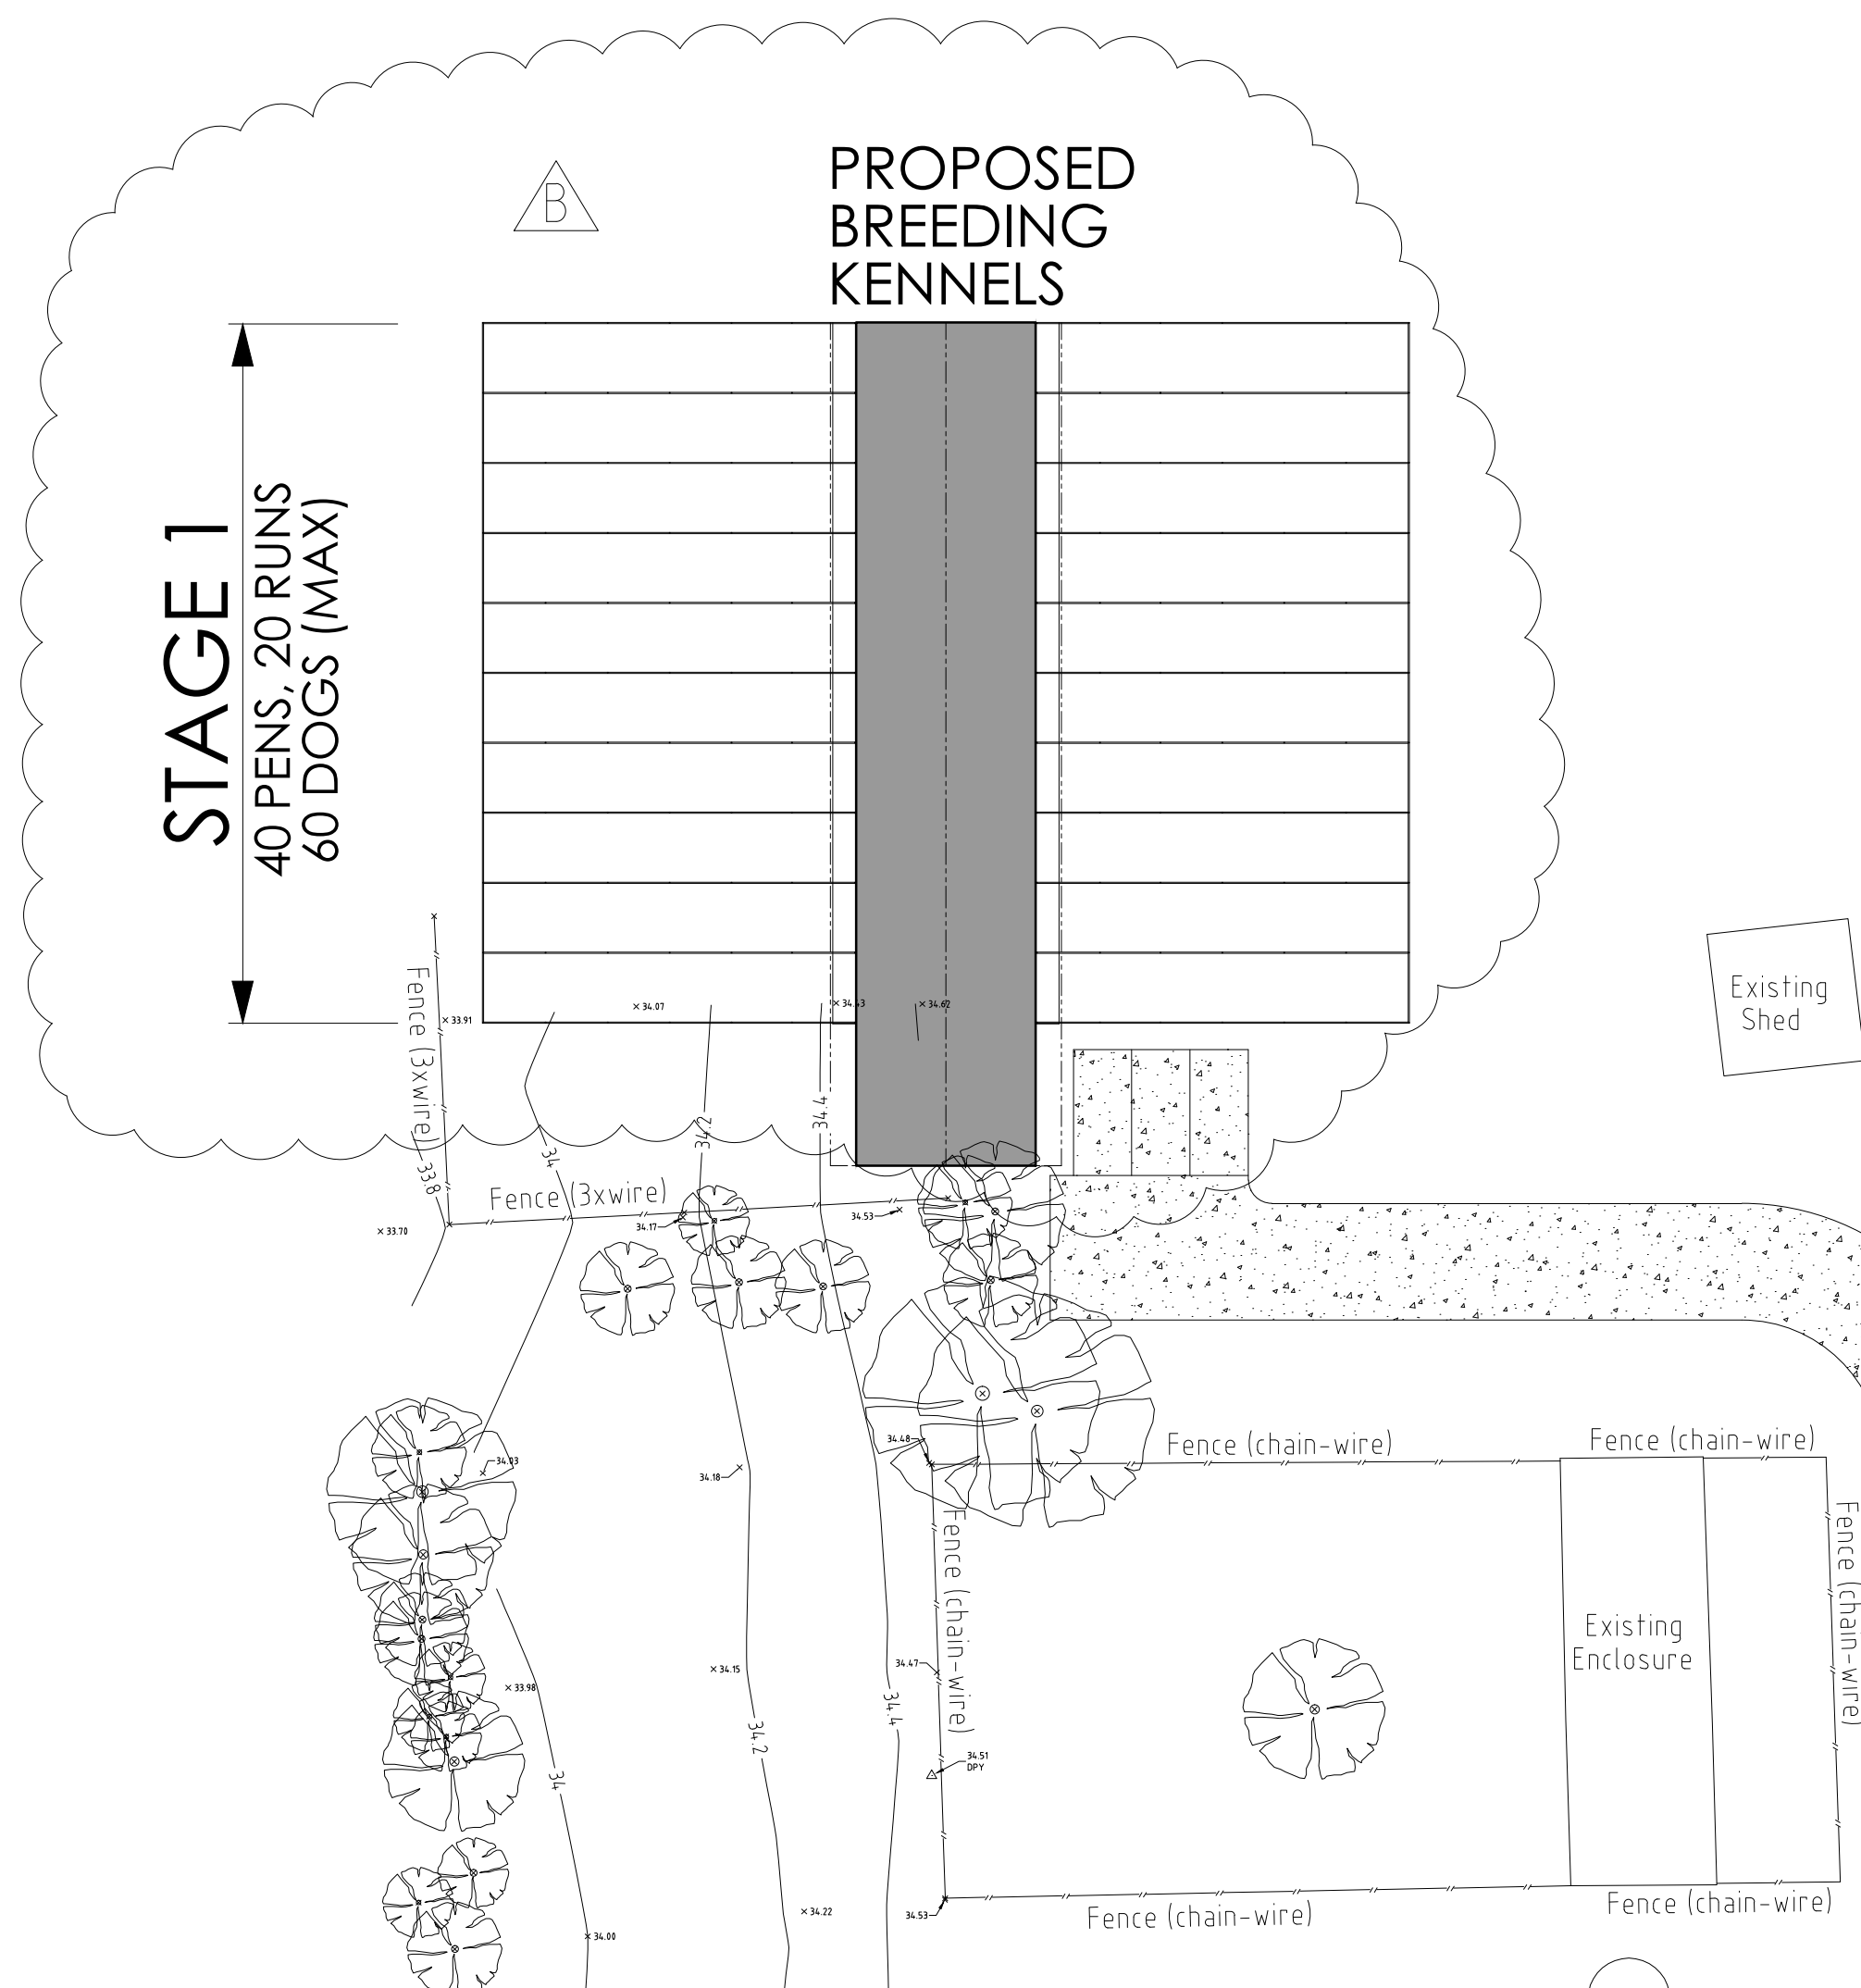 B
PROPOSED
BREEDING
KENNELS
STAGE 1
40 PENS, 20 RUNS
60 DOGS (MAX)
Existing
Shed
34.07
34.43
34.62
33.91
Fence (3xwire)
33.8
34
34.2
34.4
Fence (3xwire)
33.70
34.17
34.53
34.48
Fence (chain-wire)
Fence (chain-wire)
34.03
34.18
Fence (chain-wire)
Fence (chain-wire)
Existing
Enclosure
34.47
34.15
33.98
34.4
34.2
34
34.51
DPY
34.22
34.53
Fence (chain-wire)
Fence (chain-wire)
34.00